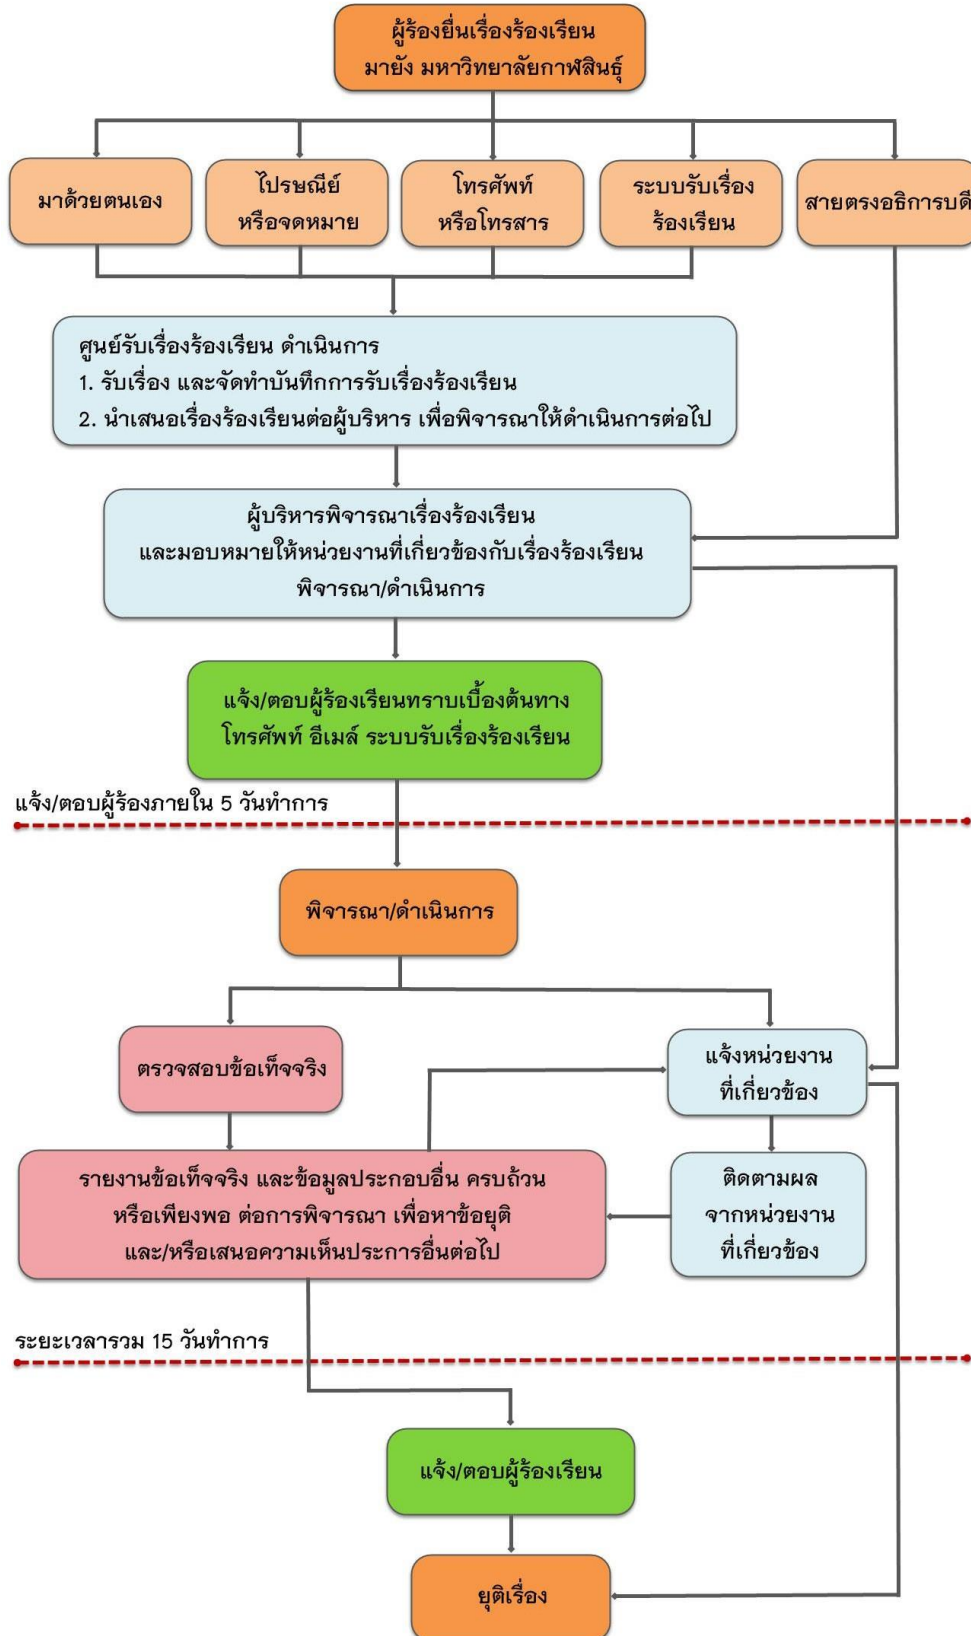 ผู้ร้องยื่นเรื่องร้องเรียน
มายัง มหาวิทยาลัยกาฬสินธุ์
มาด้วยตนเอง
ไปรษณีย์
หรือจดหมาย
โทรศัพท์
หรือโทรสาร
ระบบรับเรื่อง
ร้องเรียน
สายตรงอธิการบดี
ศูนย์รับเรื่องร้องเรียน ดำเนินการ
1. รับเรื่อง และจัดทำบันทึกการรับเรื่องร้องเรียน
2. นำเสนอเรื่องร้องเรียนต่อผู้บริหาร เพื่อพิจารณาให้ดำเนินการต่อไป
ผู้บริหารพิจารณาเรื่องร้องเรียน
และมอบหมายให้หน่วยงานที่เกี่ยวข้องกับเรื่องร้องเรียน
พิจารณา/ดำเนินการ
แจ้ง/ตอบผู้ร้องเรียนทราบเบื้องต้นทาง
โทรศัพท์ อีเมล์ ระบบรับเรื่องร้องเรียน
แจ้ง/ตอบผู้ร้องภายใน 5 วันทำการ
พิจารณา/ดำเนินการ
ตรวจสอบข้อเท็จจริง
แจ้งหน่วยงาน
ที่เกี่ยวข้อง
รายงานข้อเท็จจริง และข้อมูลประกอบอื่น ครบถ้วน
หรือเพียงพอ ต่อการพิจารณา เพื่อหาข้อยุติ
และ/หรือเสนอความเห็นประการอื่นต่อไป
ติดตามผล
จากหน่วยงาน
ที่เกี่ยวข้อง
ระยะเวลารวม 15 วันทำการ
แจ้ง/ตอบผู้ร้องเรียน
ยุติเรื่อง